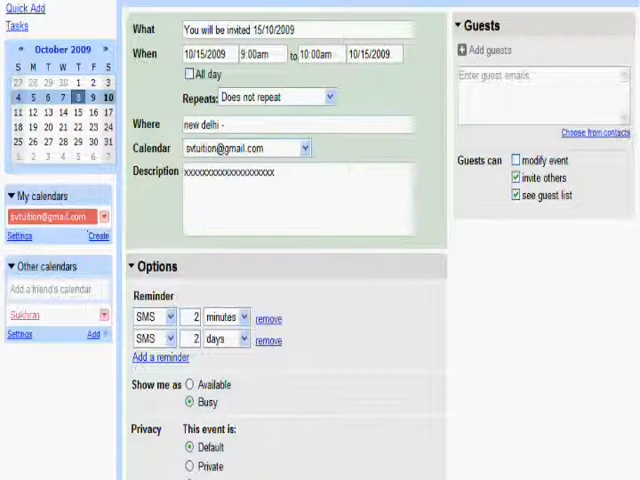 Quick Add
Tasks
« October 2009 »
S M T W T F S
27 28 29 30 1 2 3
4 5 6 7 8 9 10
11 12 13 14 15 16 17
18 19 20 21 22 23 24
25 26 27 28 29 30 31
1 2 3 4 5 6 7
My calendars
svtuition@gmail.com
Settings Create
Other calendars
Add a friend's calendar
Sukhraj
Settings Add
What You will be invited 15/10/2009
When 10/15/2009 9:00am to 10:00am 10/15/2009
All day
Repeats: Does not repeat
Where new delhi -
Calendar svtuition@gmail.com
Description xxxxxxxxxxxxxxxxxxxxx
Options
Reminder
SMS 2 minutes remove
SMS 2 days remove
Add a reminder
Show me as Available
Busy
Privacy This event is:
Default
Private
Guests
Add guests
Enter guest emails
Choose from contacts
Guests can modify event
invite others
see guest list